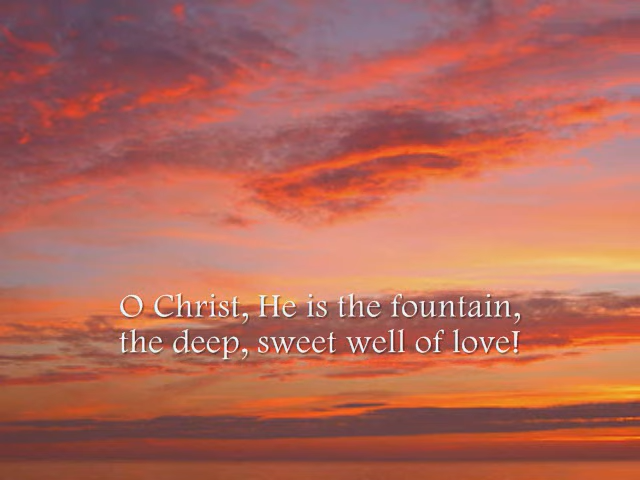 O Christ, He is the fountain,
the deep, sweet well of love!